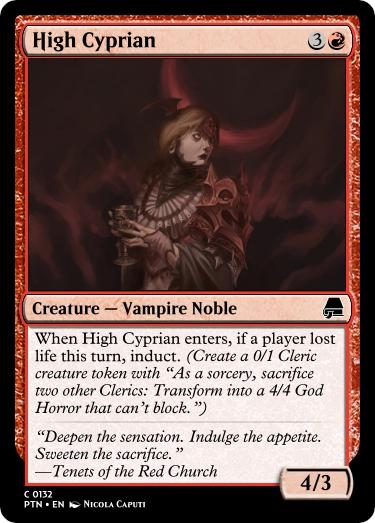 High Cyprian
3
Creature — Vampire Noble
When High Cyprian enters, if a player lost
life this turn, induct. (Create a 0/1 Cleric
creature token with “As a sorcery, sacrifice
two other Clerics: Transform into a 4/4 God
Horror that can’t block.”)
“Deepen the sensation. Indulge the appetite.
Sweeten the sacrifice.”
—Tenets of the Red Church
4/3
C 0132
PTN • EN Nicola Caputi